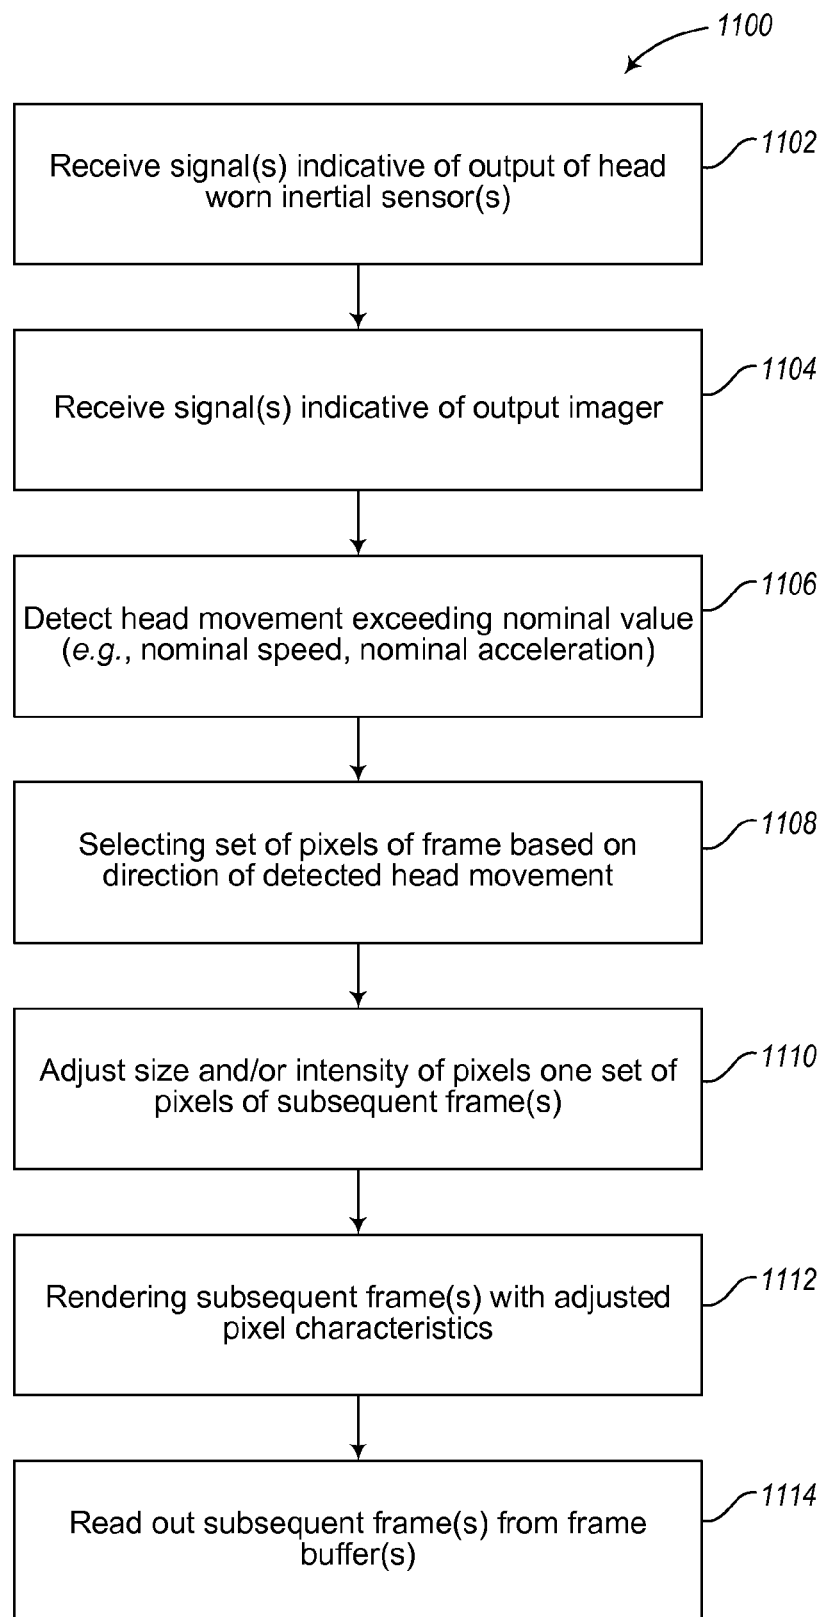 1100
1102
Receive signal(s) indicative of output of head
worn inertial sensor(s)
1104
Receive signal(s) indicative of output imager
1106
Detect head movement exceeding nominal value
(e.g., nominal speed, nominal acceleration)
1108
Selecting set of pixels of frame based on
direction of detected head movement
1110
Adjust size and/or intensity of pixels one set of
pixels of subsequent frame(s)
1112
Rendering subsequent frame(s) with adjusted
pixel characteristics
1114
Read out subsequent frame(s) from frame
buffer(s)